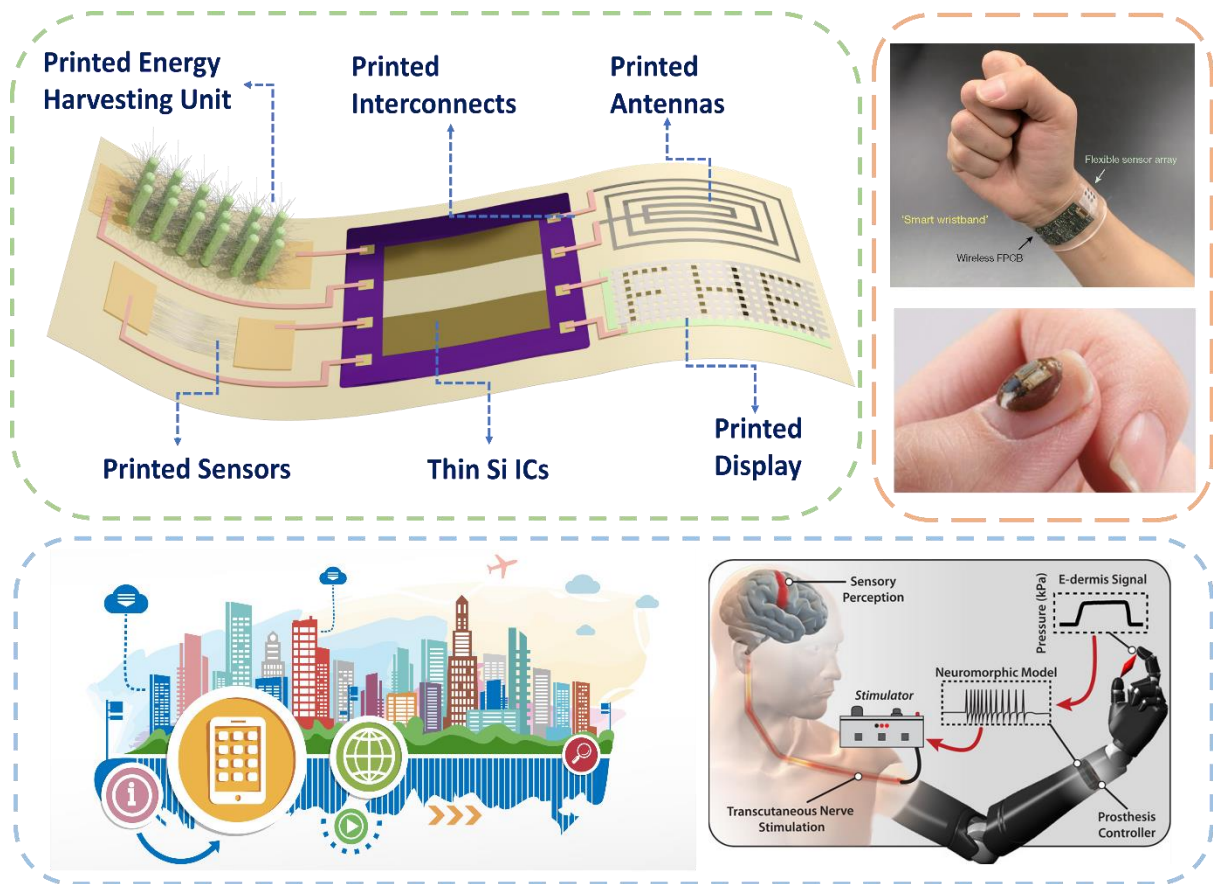 Printed Energy
Harvesting Unit
Printed
Interconnects
Printed
Antennas
FHE
Printed Sensors
Thin Si ICs
Printed
Display
Flexible sensor array
'Smart wristband'
Wireless FPCB
i
Sensory
Perception
E-dermis Signal
Pressure (kPa)
Neuromorphic Model
Stimulator
Transcutaneous Nerve
Stimulation
Prosthesis
Controller